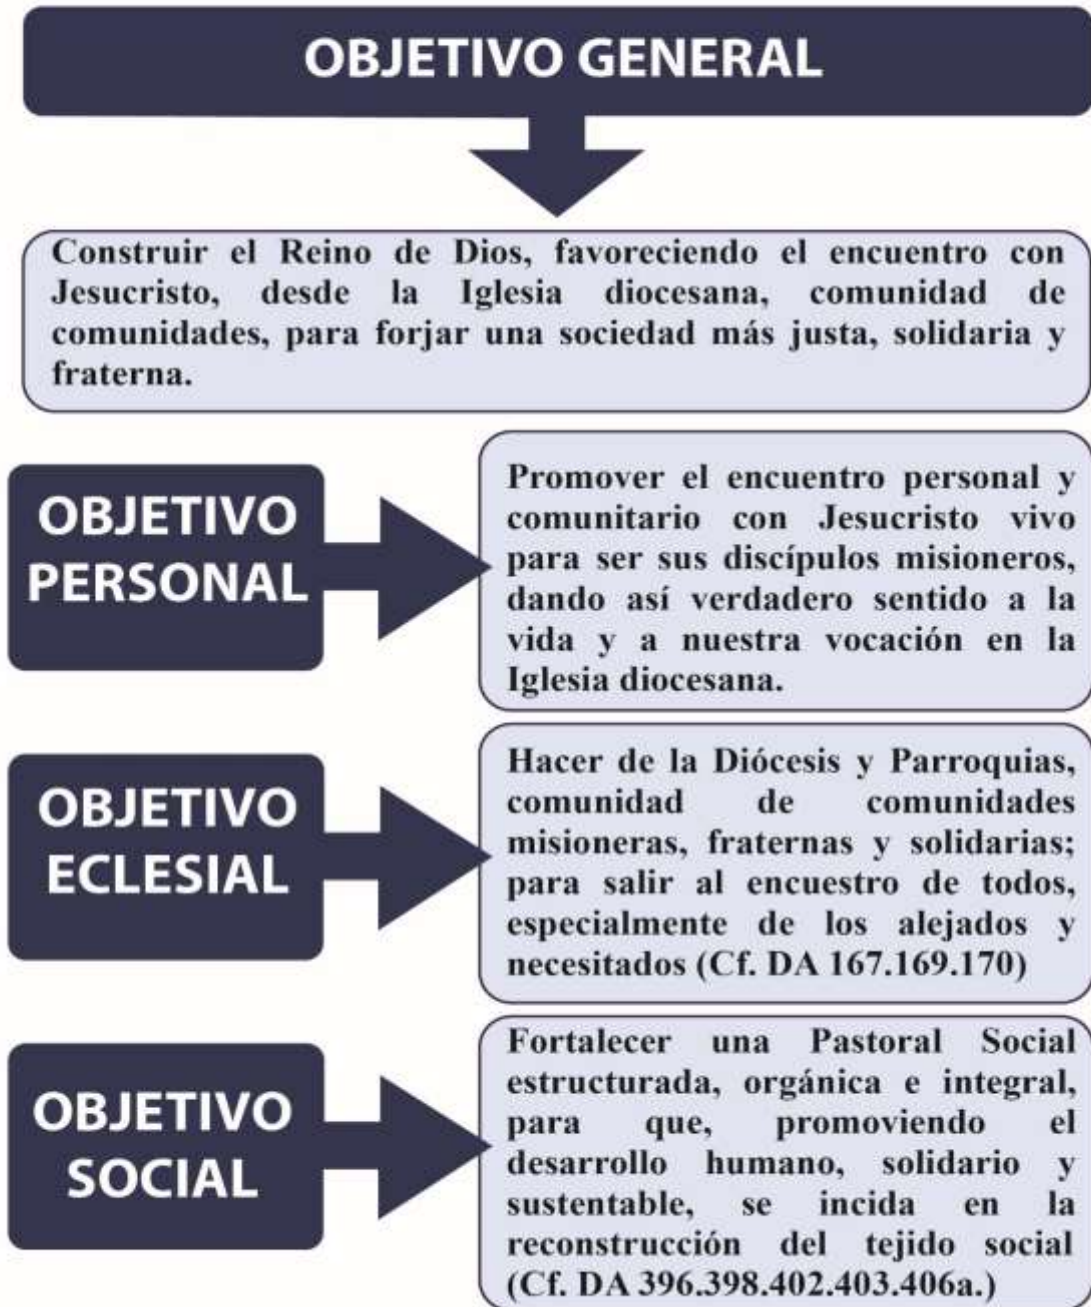 OBJETIVO GENERAL
Construir el Reino de Dios, favoreciendo el encuentro con
Jesucristo, desde la Iglesia diocesana, comunidad de
comunidades, para forjar una sociedad más justa, solidaria y
fraterna.
OBJETIVO
PERSONAL
Promover el encuentro personal y
comunitario con Jesucristo vivo
para ser sus discípulos misioneros,
dando así verdadero sentido a la
vida y a nuestra vocación en la
Iglesia diocesana.
OBJETIVO
ECLESIAL
Hacer de la Diócesis y Parroquias,
comunidad de comunidades
misioneras, fraternas y solidarias;
para salir al encuestro de todos,
especialmente de los alejados y
necesitados (Cf. DA 167.169.170)
OBJETIVO
SOCIAL
Fortalecer una Pastoral Social
estructurada, orgánica e integral,
para que, promoviendo el
desarrollo humano, solidario y
sustentable, se incida en la
reconstrucción del tejido social
(Cf. DA 396.398.402.403.406a.)